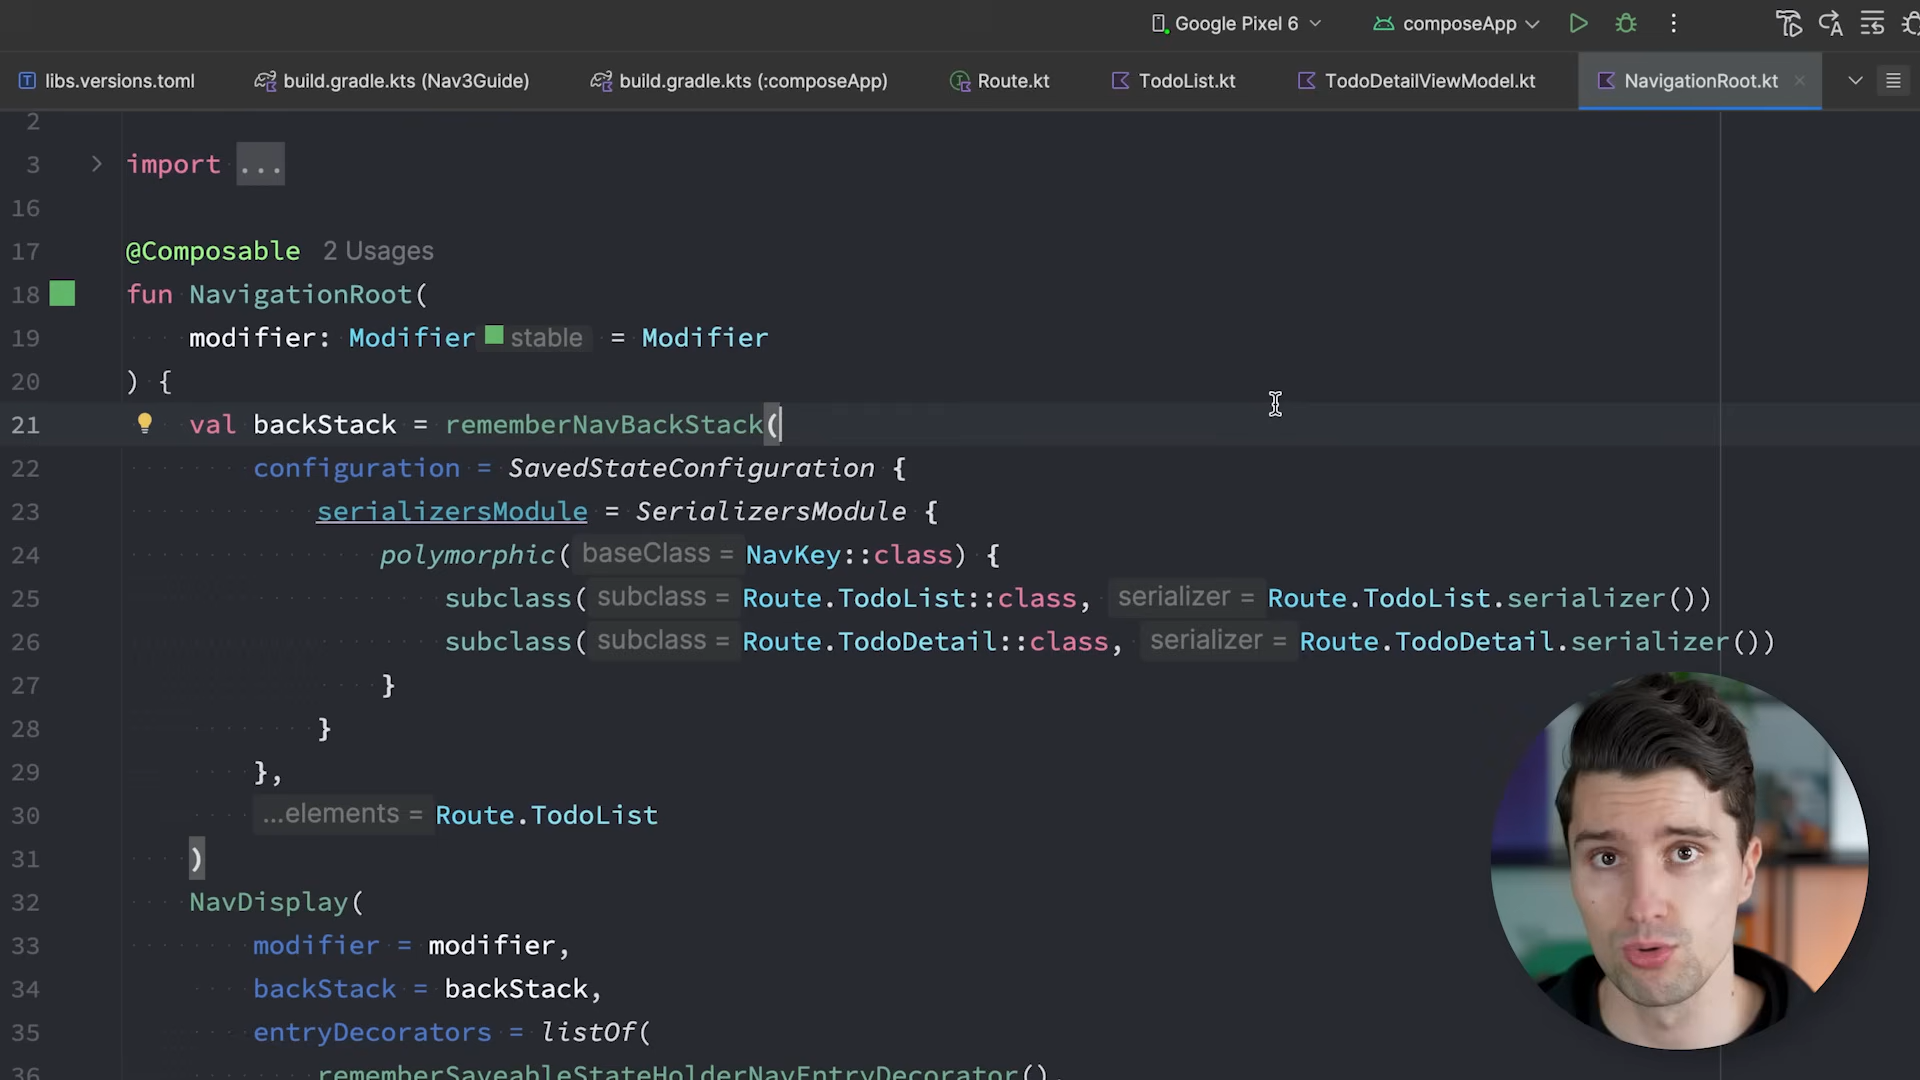 Google Pixel 6 composeApp
libs.versions.toml build.gradle.kts (Nav3Guide) build.gradle.kts (:composeApp) Route.kt TodoList.kt TodoDetailViewModel.kt NavigationRoot.kt
2
3 import ...
16
17 @Composable 2 Usages
18 fun NavigationRoot(
19 modifier: Modifier stable = Modifier
20 ) {
21 val backStack = rememberNavBackStack(
22 configuration = SavedStateConfiguration {
23 serializersModule = SerializersModule {
24 polymorphic( baseClass = NavKey::class) {
25 subclass( subclass = Route.TodoList::class, serializer = Route.TodoList.serializer())
26 subclass( subclass = Route.TodoDetail::class, serializer = Route.TodoDetail.serializer())
27 }
28 }
29 },
30 ...elements = Route.TodoList
31 )
32 NavDisplay(
33 modifier = modifier,
34 backStack = backStack,
35 entryDecorators = listOf(
36 rememberSaveableStateHolderNavEntryDecorator(),